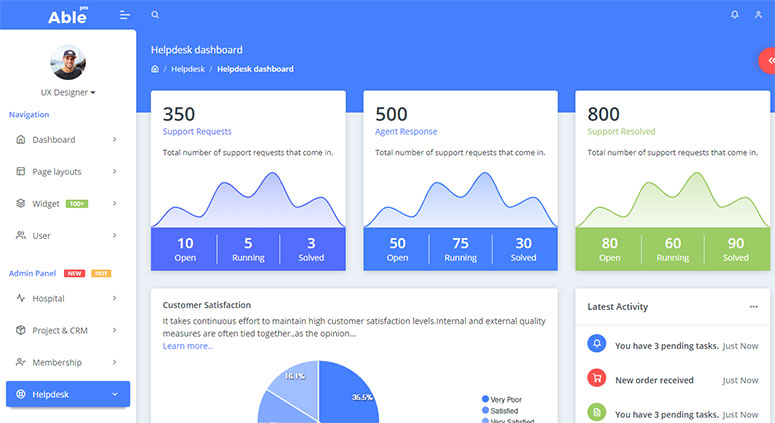 Able pro
UX Designer
Navigation
Dashboard
Page layouts
Widget 100+
User
Admin Panel NEW HOT
Hospital
Project & CRM
Membership
Helpdesk
Helpdesk dashboard
/ Helpdesk / Helpdesk dashboard
350
Support Requests
Total number of support requests that come in.
10 5 3
Open Running Solved
500
Agent Response
Total number of support requests that come in.
50 75 30
Open Running Solved
800
Support Resolved
Total number of support requests that come in.
80 60 90
Open Running Solved
Customer Satisfaction
It takes continuous effort to maintain high customer satisfaction levels.Internal and external quality
measures are often tied together.,as the opinion...
Learn more..
16.1%
35.5%
Very Poor
Satisfied
Very Satisfied
Latest Activity
You have 3 pending tasks. Just Now
New order received Just Now
You have 3 pending tasks. Just Now